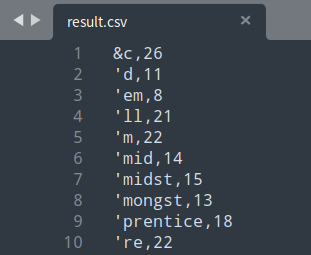 result.csv ×
1 &c,26
2 'd,11
3 'em,8
4 'll,21
5 'm,22
6 'mid,14
7 'midst,15
8 'mongst,13
9 'prentice,18
10 're,22